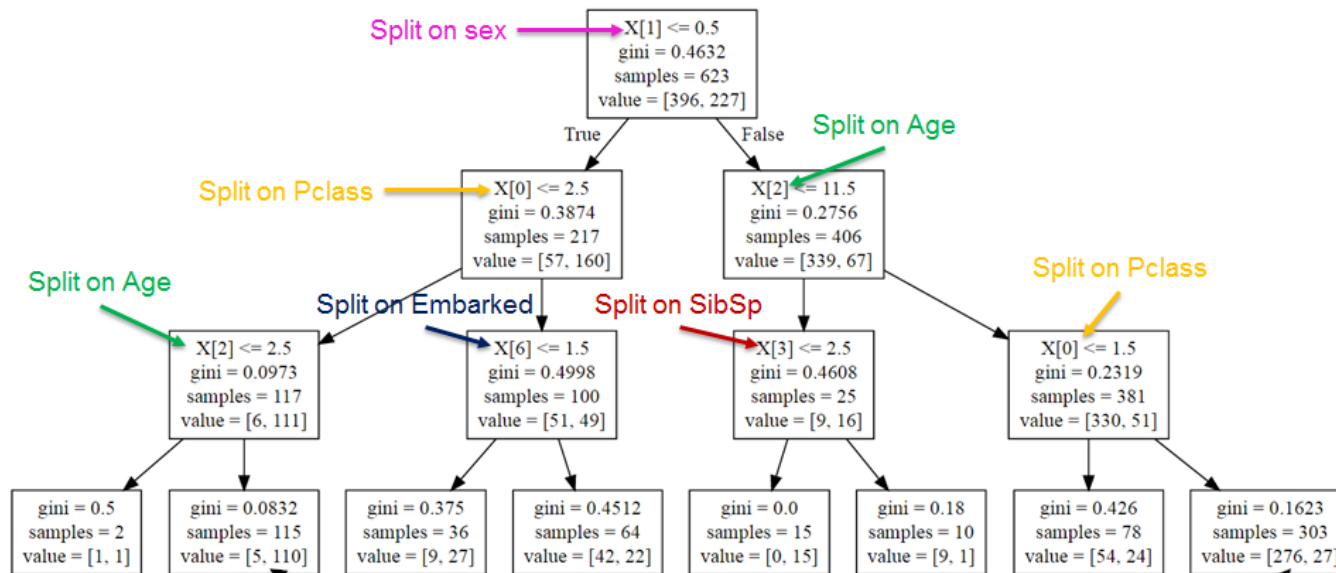 Split on sex
X[1] <= 0.5
gini = 0.4632
samples = 623
value = [396, 227]
True
False
Split on Age
Split on Pclass
X[0] <= 2.5
gini = 0.3874
samples = 217
value = [57, 160]
X[2] <= 11.5
gini = 0.2756
samples = 406
value = [339, 67]
Split on Age
Split on Embarked
Split on SibSp
Split on Pclass
X[2] <= 2.5
gini = 0.0973
samples = 117
value = [6, 111]
X[6] <= 1.5
gini = 0.4998
samples = 100
value = [51, 49]
X[3] <= 2.5
gini = 0.4608
samples = 25
value = [9, 16]
X[0] <= 1.5
gini = 0.2319
samples = 381
value = [330, 51]
gini = 0.5
samples = 2
value = [1, 1]
gini = 0.0832
samples = 115
value = [5, 110]
gini = 0.375
samples = 36
value = [9, 27]
gini = 0.4512
samples = 64
value = [42, 22]
gini = 0.0
samples = 15
value = [0, 15]
gini = 0.18
samples = 10
value = [9, 1]
gini = 0.426
samples = 78
value = [54, 24]
gini = 0.1623
samples = 303
value = [276, 27]